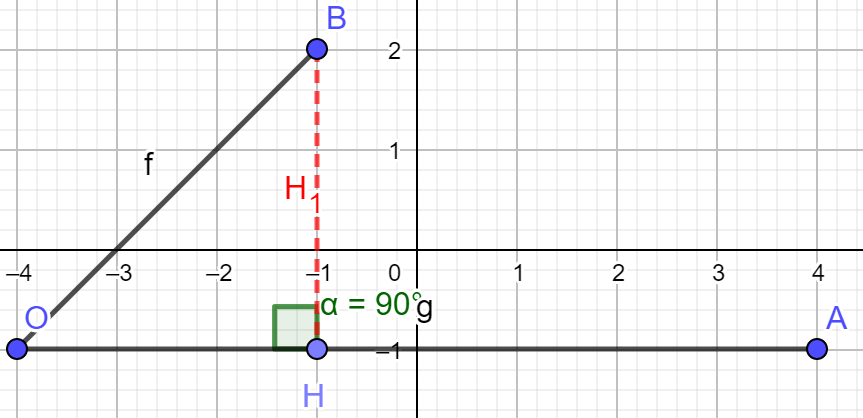 B
2
f
1
H₁
–4 –3 –2 –1 0 1 2 3 4
α = 90°
g
O
A
–1
H